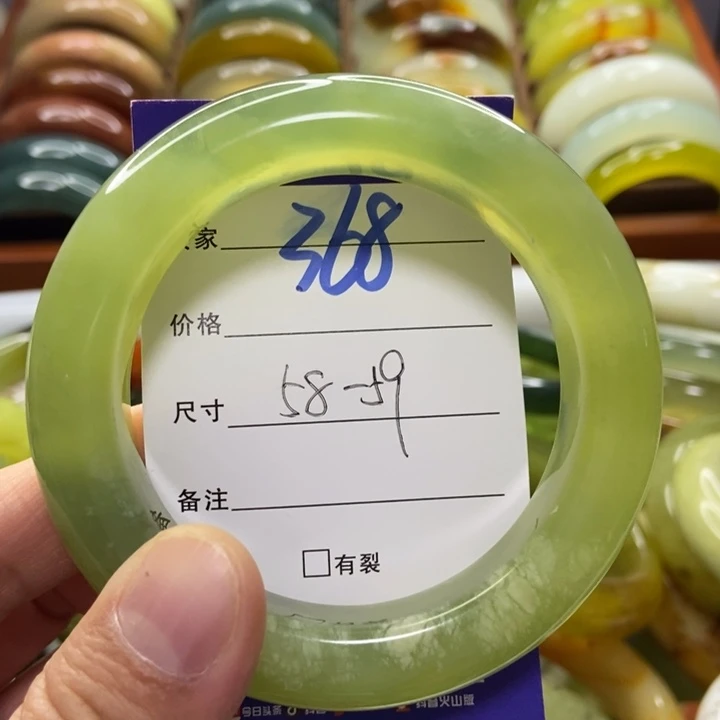 家 368
价格
尺寸 58-59
备注
有裂